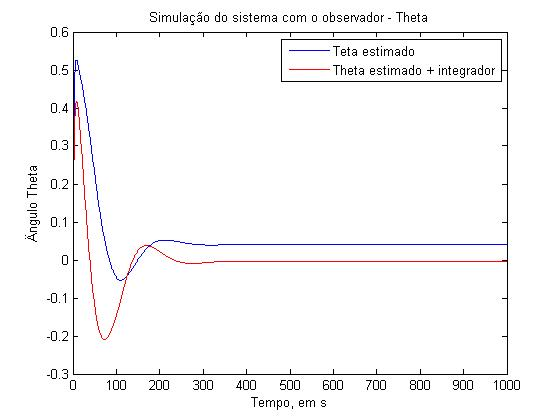 Simulação do sistema com o observador - Theta
0.6
0.5
0.4
0.3
0.2
0.1
0
-0.1
-0.2
-0.3
Ângulo Theta
Teta estimado
Theta estimado + integrador
0 100 200 300 400 500 600 700 800 900 1000
Tempo, em s